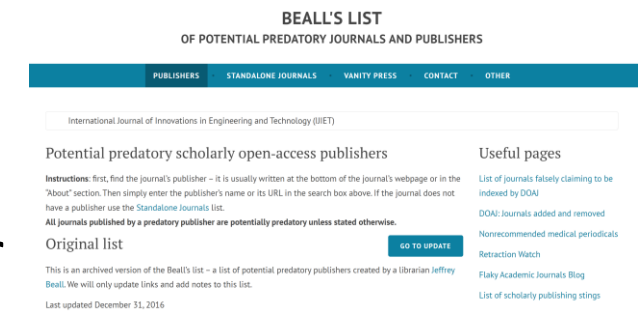 BEALL'S LIST
OF POTENTIAL PREDATORY JOURNALS AND PUBLISHERS
PUBLISHERS STANDALONE JOURNALS VANITY PRESS CONTACT OTHER
International Journal of Innovations in Engineering and Technology (IJIET)
Potential predatory scholarly open-access publishers
Instructions: first, find the journal's publisher – it is usually written at the bottom of the journal's webpage or in the
"About" section. Then simply enter the publisher's name or its URL in the search box above. If the journal does not
have a publisher use the Standalone Journals list.
All journals published by a predatory publisher are potentially predatory unless stated otherwise.
Original list
GO TO UPDATE
This is an archived version of the Beall's list – a list of potential predatory publishers created by a librarian Jeffrey
Beall. We will only update links and add notes to this list.
Last updated December 31, 2016
Useful pages
List of journals falsely claiming to be
indexed by DOAJ
DOAJ: Journals added and removed
Nonrecommended medical periodicals
Retraction Watch
Flaky Academic Journals Blog
List of scholarly publishing stings